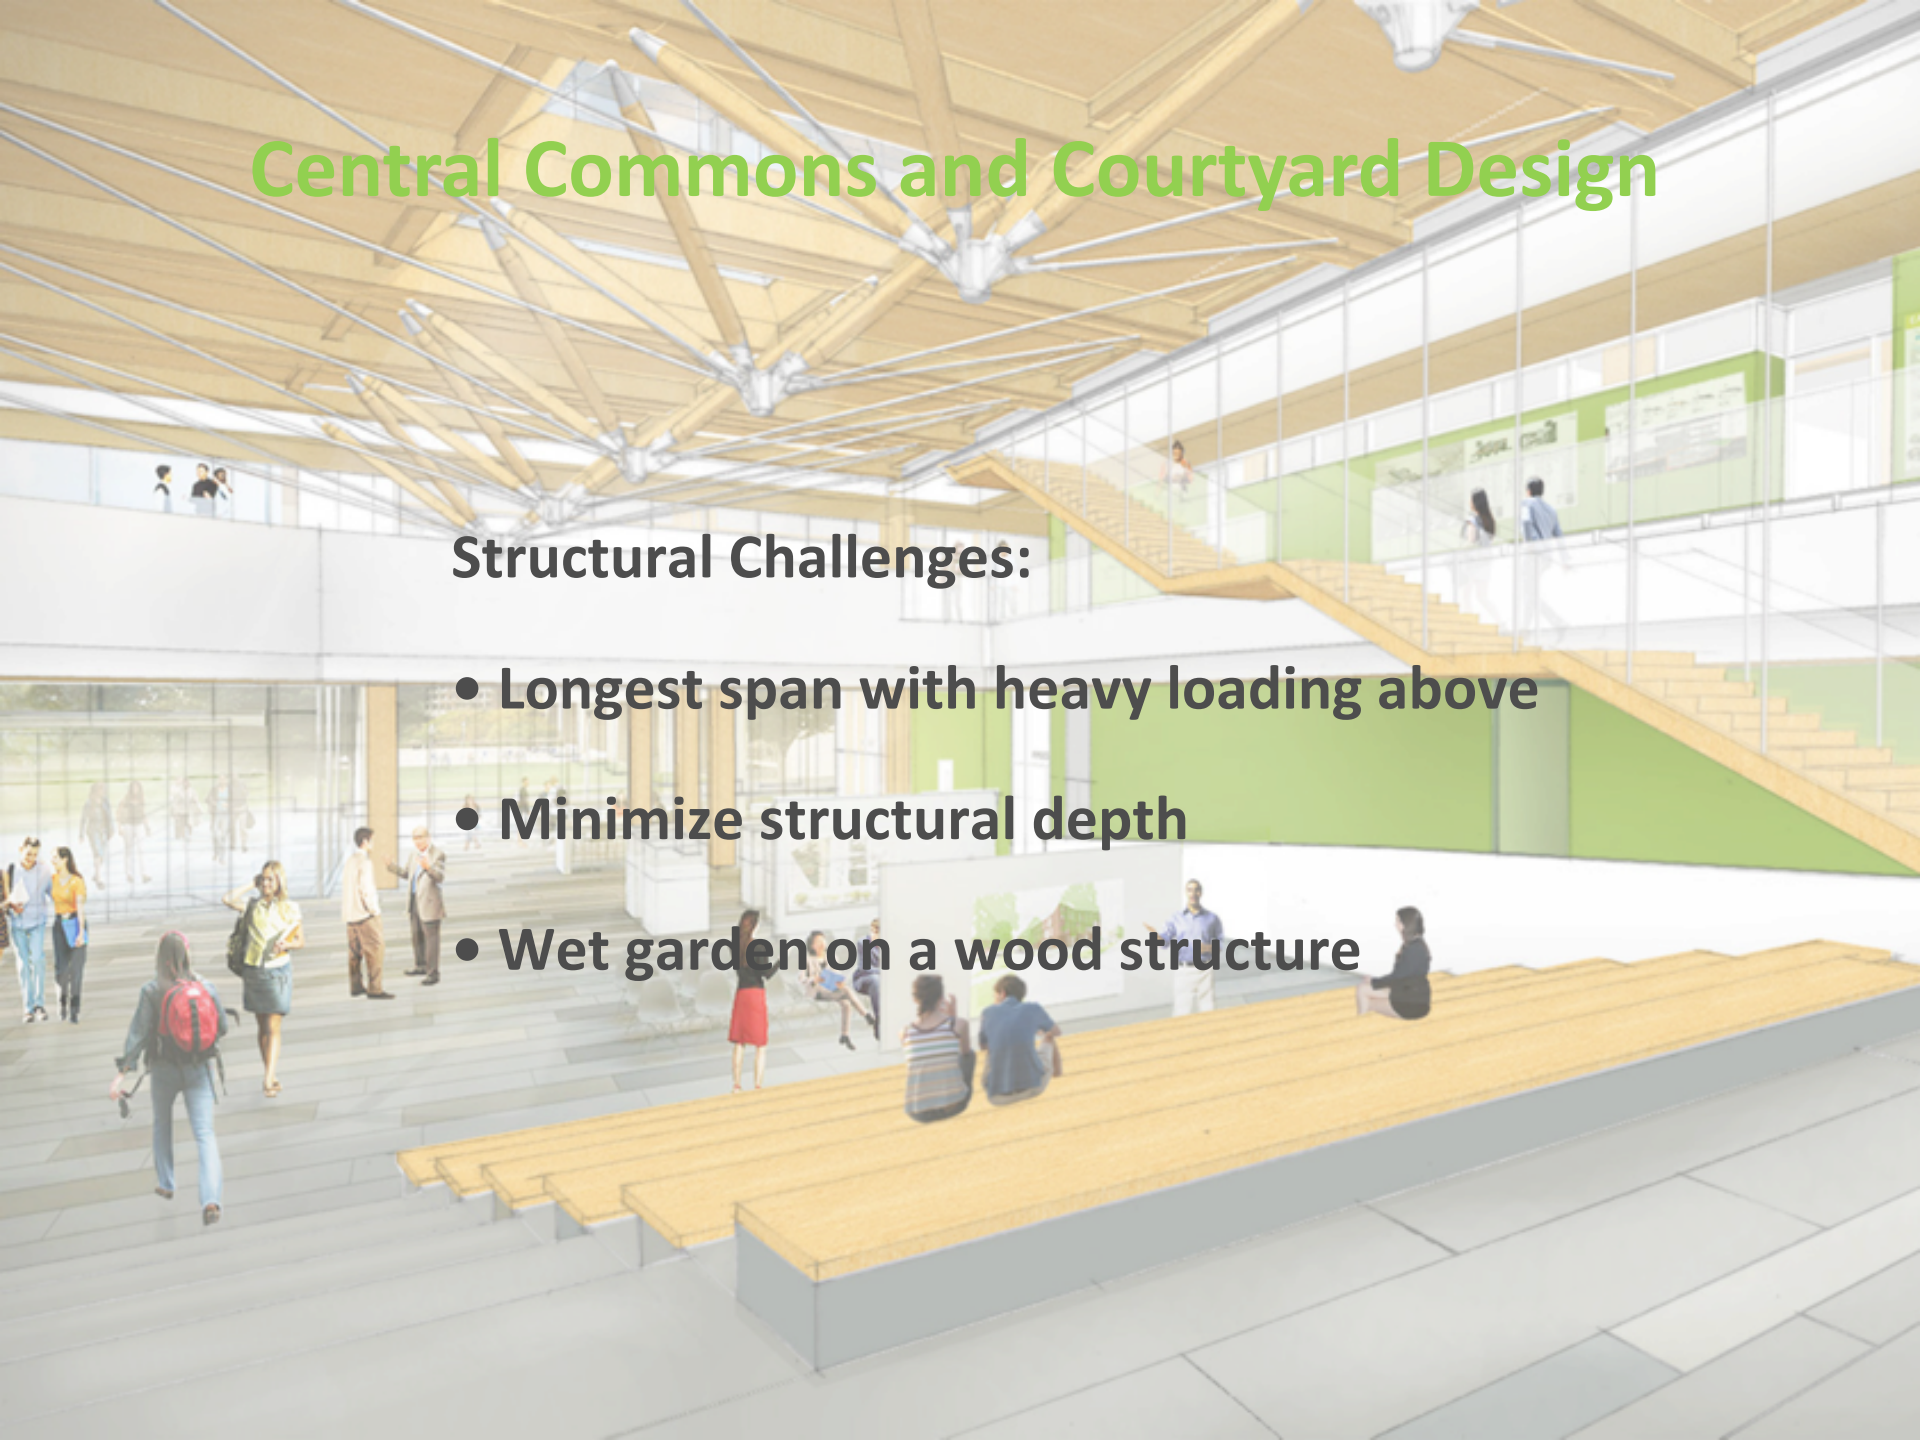 Central Commons and Courtyard Design
Structural Challenges:
• Longest span with heavy loading above
• Minimize structural depth
• Wet garden on a wood structure